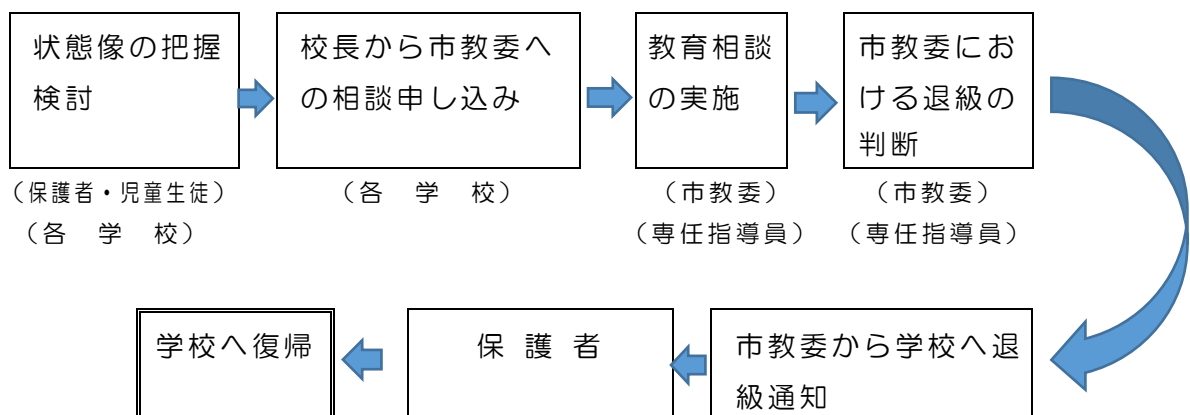 状態像の把握
検討
校長から市教委へ
の相談申し込み
教育相談
の実施
市教委にお
ける退級の
判断
（保護者・児童生徒）
（各　学　校）
（各　学　校）
（市教委）
（専任指導員）
（市教委）
（専任指導員）
市教委から学校へ退
級通知
保 護 者
学校へ復帰